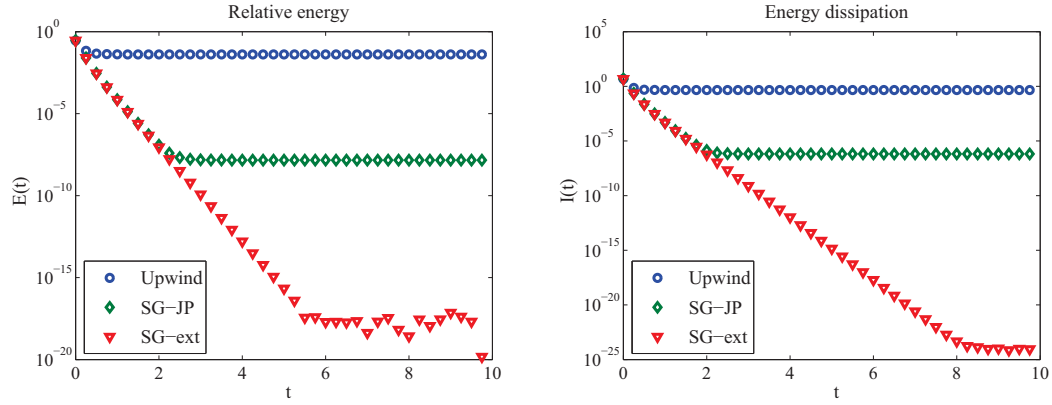 Relative energy
10^0
10^-5
10^-10
10^-15
10^-20
E(t)
0 2 4 6 8 10
t
Upwind
SG-JP
SG-ext
Energy dissipation
10^5
10^0
10^-5
10^-10
10^-15
10^-20
10^-25
I(t)
0 2 4 6 8 10
t
Upwind
SG-JP
SG-ext